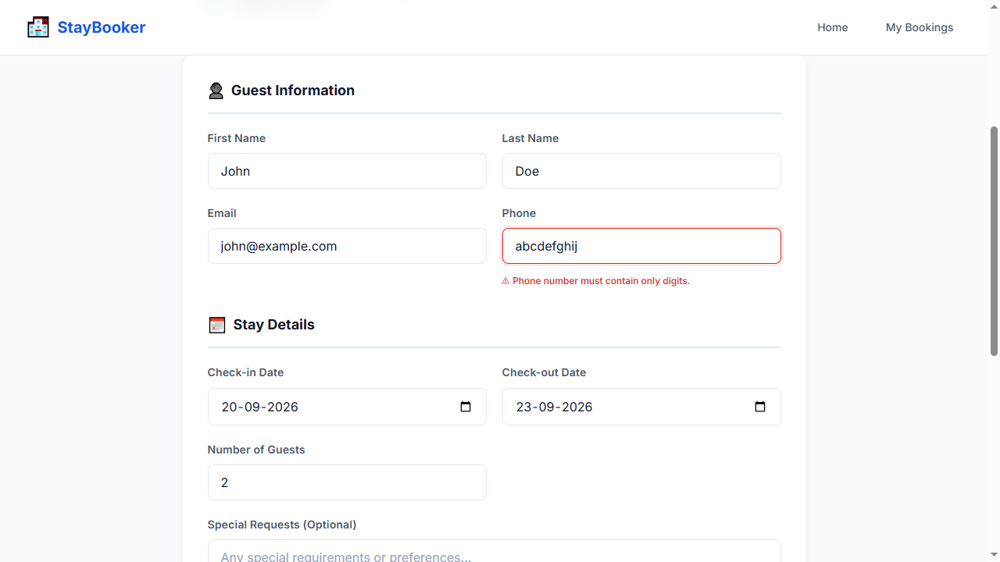 StayBooker
Home
My Bookings
Guest Information
First Name
Last Name
John
Doe
Email
Phone
john@example.com
abcdefghij
⚠ Phone number must contain only digits.
Stay Details
Check-in Date
Check-out Date
20-09-2026
23-09-2026
Number of Guests
2
Special Requests (Optional)
Any special requirements or preferences...